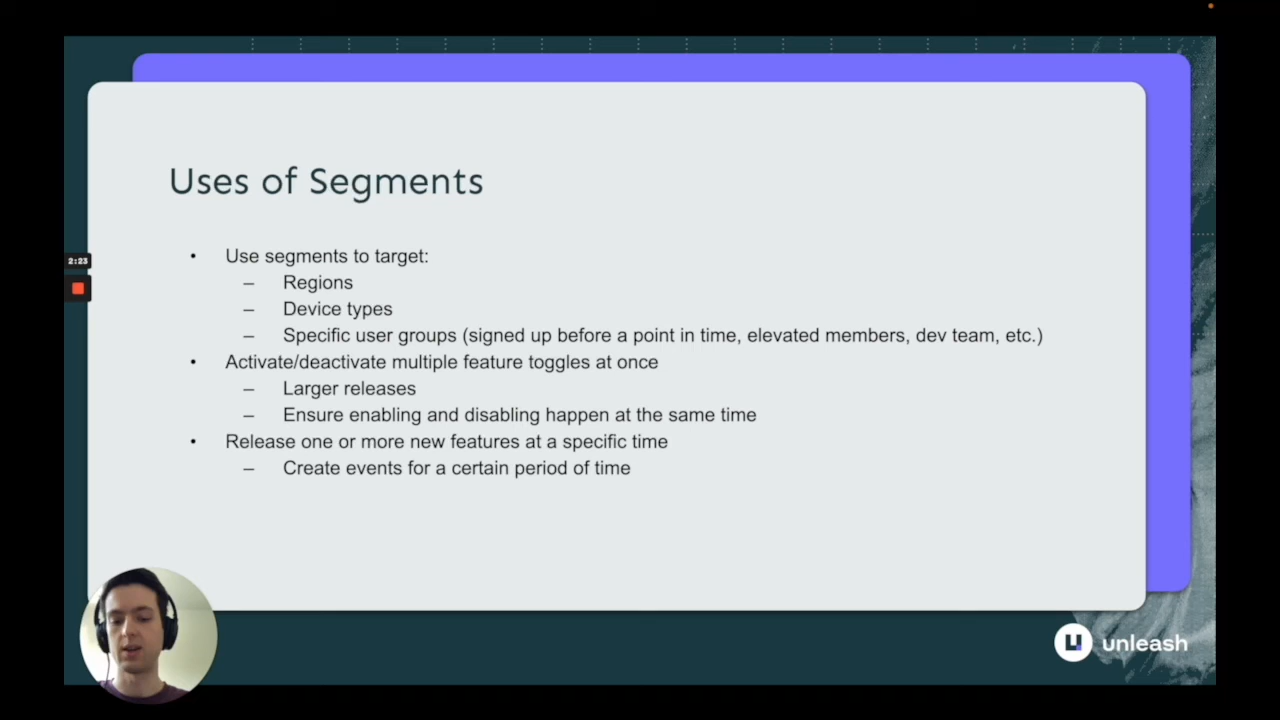 Uses of Segments
2:23
• Use segments to target:
– Regions
– Device types
– Specific user groups (signed up before a point in time, elevated members, dev team, etc.)
• Activate/deactivate multiple feature toggles at once
– Larger releases
– Ensure enabling and disabling happen at the same time
• Release one or more new features at a specific time
– Create events for a certain period of time
unleash